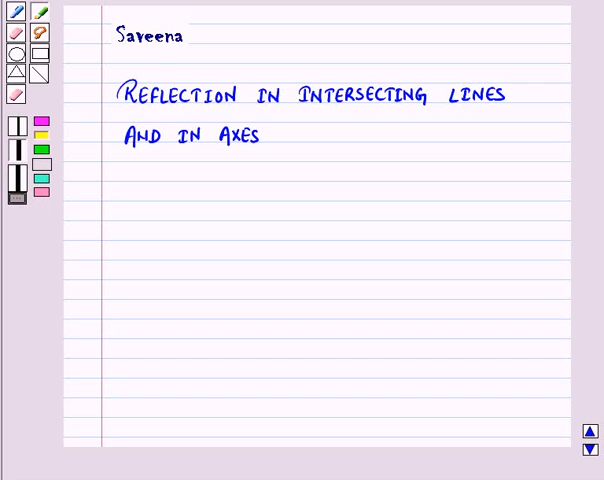 Saveena
REFLECTION IN INTERSECTING LINES
AND IN AXES